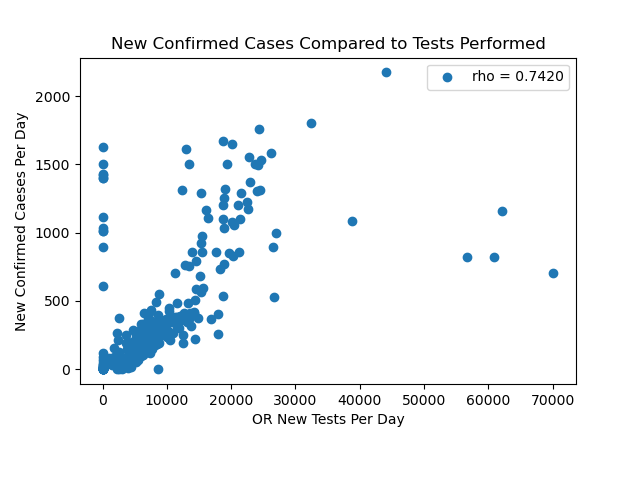 New Confirmed Cases Compared to Tests Performed
rho = 0.7420
New Confirmed Caeses Per Day
2000
1500
1000
500
0
0 10000 20000 30000 40000 50000 60000 70000
OR New Tests Per Day